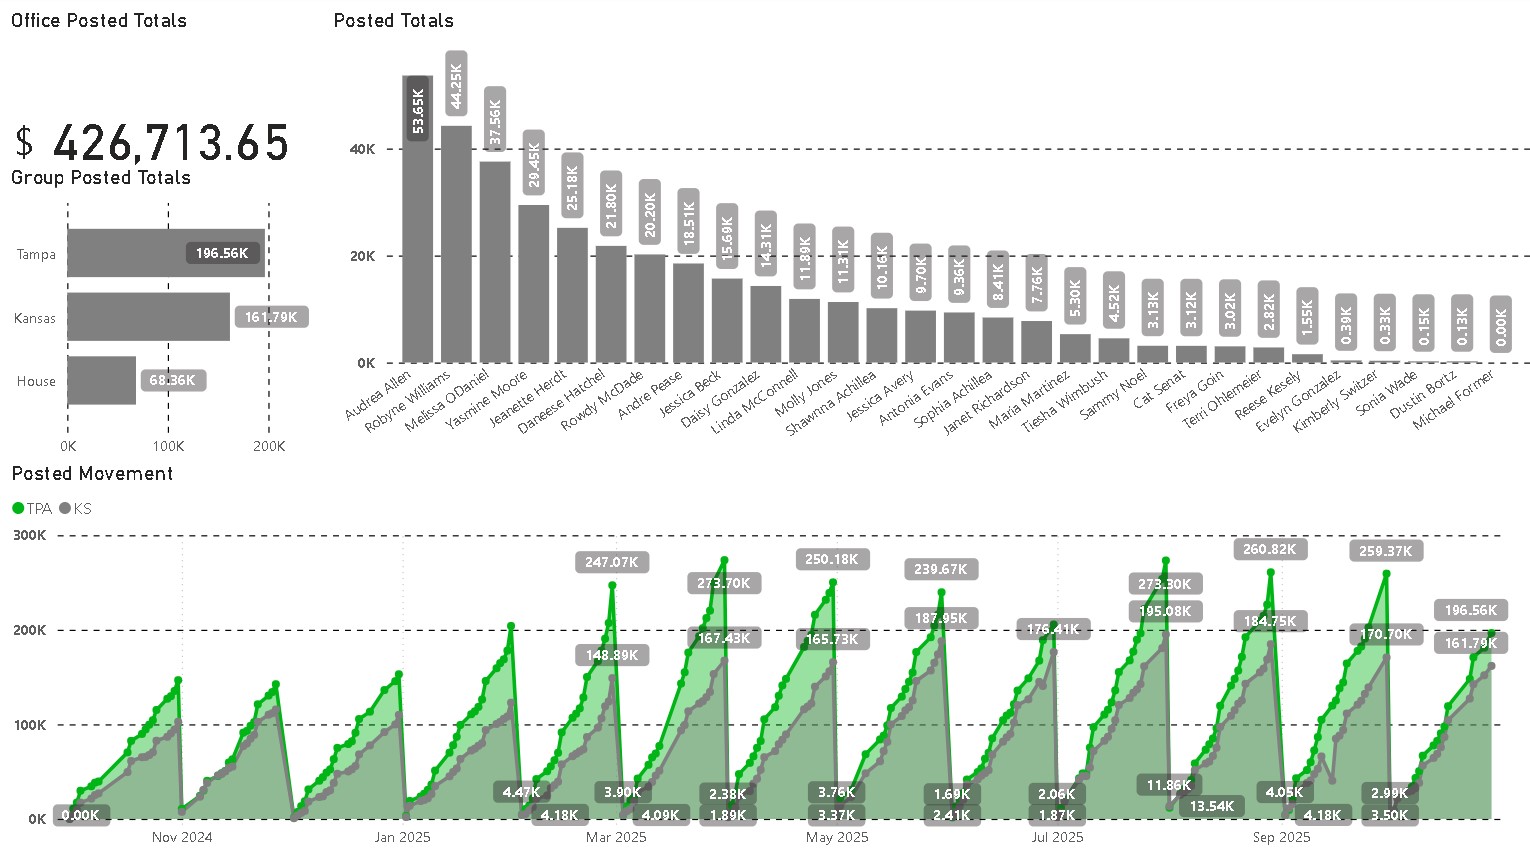 Office Posted Totals
$ 426,713.65
Group Posted Totals
Tampa 196.56K
Kansas 161.79K
House 68.36K
0K 100K 200K
Posted Totals
40K
20K
0K
53.65K 44.25K 37.56K 29.45K 25.18K 21.80K 20.20K 18.51K 15.69K 14.31K 11.89K 11.31K 10.16K 9.70K 9.36K 8.41K 7.76K 5.30K 4.52K 3.13K 3.12K 3.02K 2.82K 1.55K 0.39K 0.33K 0.15K 0.13K 0.00K
Audrea Allen
Robyne Williams
Melissa ODaniel
Yasmine Moore
Jeanette Herdt
Daneese Hatchel
Rowdy McDade
Andre Pease
Jessica Beck
Daisy Gonzalez
Linda McConnell
Molly Jones
Shawnna Achillea
Jessica Avery
Antonia Evans
Sophia Achillea
Janet Richardson
Maria Martinez
Tiesha Wimbush
Sammy Noel
Cat. Senat
Freya Goin
Terri Ohlemeier
Reese Kesely
Evelyn Gonzalez
Kimberly Switzer
Sonia Wade
Dustin Bortz
Michael Former
Posted Movement
TPA KS
300K
200K
100K
0K
247.07K 273.70K 250.18K 239.67K 176.41K 273.30K 260.82K 259.37K 196.56K
148.89K 167.43K 165.73K 187.95K 195.08K 184.75K 170.70K 161.79K
4.47K 3.90K 2.38K 3.76K 1.69K 2.06K 11.86K 4.05K 2.99K
0.00K 4.18K 4.09K 1.89K 3.37K 2.41K 1.87K 13.54K 4.18K 3.50K
Nov 2024 Jan 2025 Mar 2025 May 2025 Jul 2025 Sep 2025